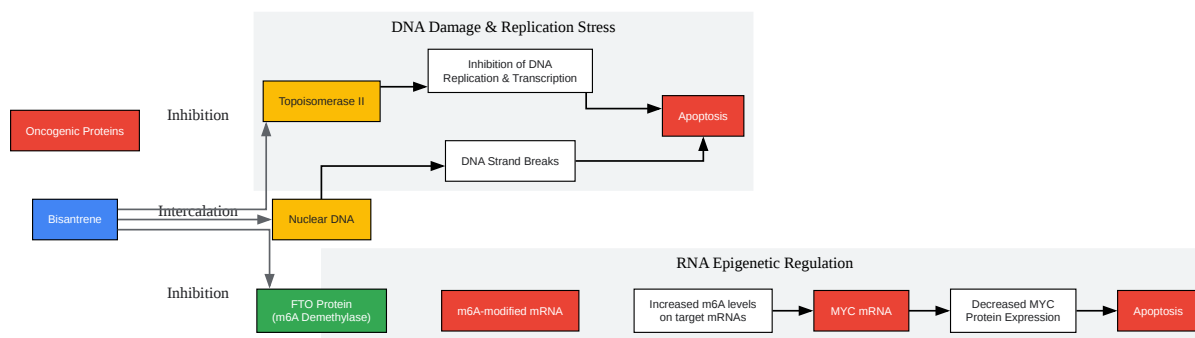 DNA Damage & Replication Stress
Inhibition of DNA
Replication & Transcription
Topoisomerase II
Inhibition
Apoptosis
Oncogenic Proteins
DNA Strand Breaks
Bisantrene
Intercalation
Nuclear DNA
RNA Epigenetic Regulation
Inhibition
FTO Protein
(m6A Demethylase)
m6A-modified mRNA
Increased m6A levels
on target mRNAs
MYC mRNA
Decreased MYC
Protein Expression
Apoptosis